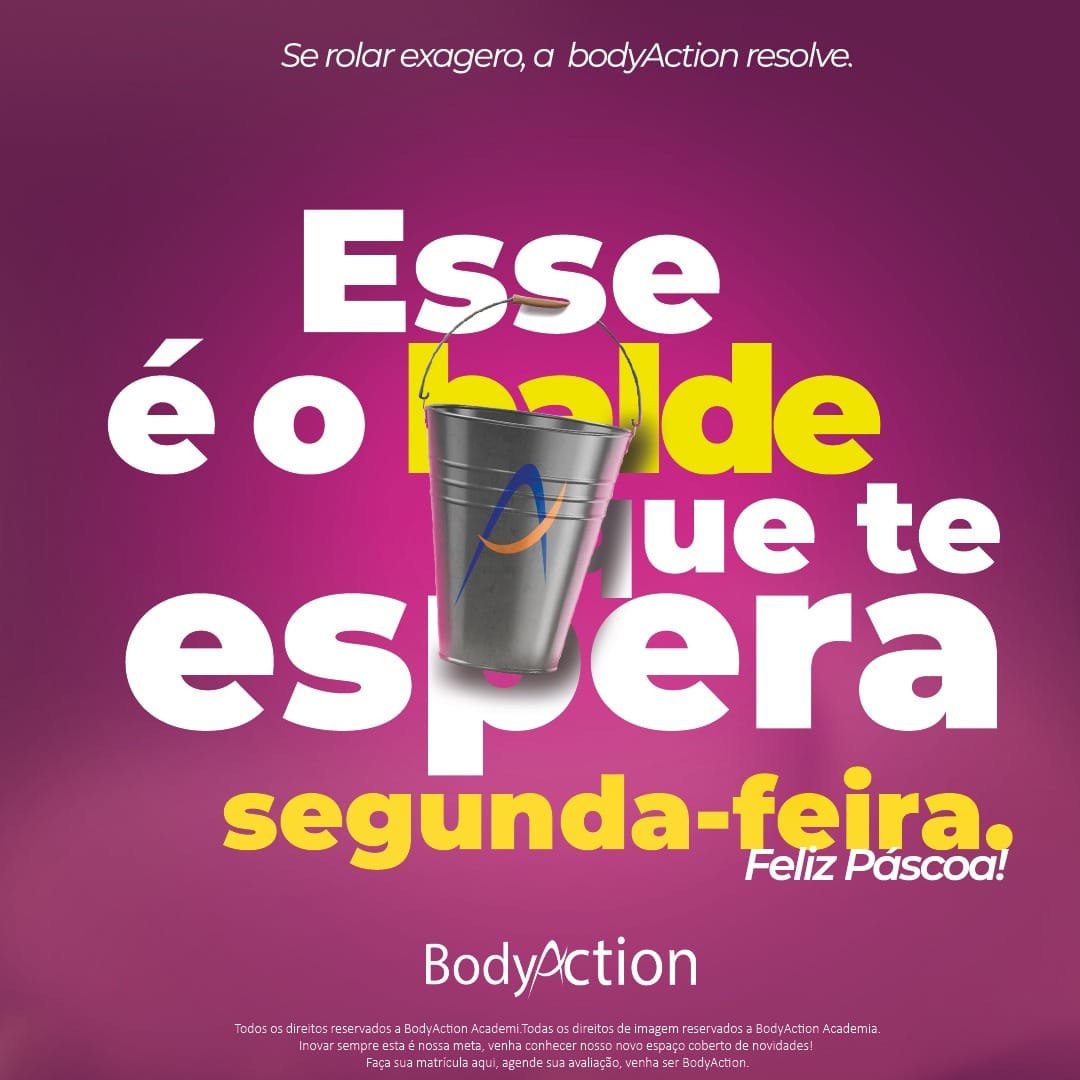 Se rolar exagero, a bodyAction resolve.
Esse
é o balde
que te
espera
segunda-feira.
Feliz Páscoa!
BodyAction
Todos os direitos reservados a BodyAction Academi.Todas os direitos de imagem reservados a BodyAction Academia.
Inovar sempre esta é nossa meta, venha conhecer nosso novo espaço coberto de novidades!
Faça sua matrícula aqui, agende sua avaliação, venha ser BodyAction.